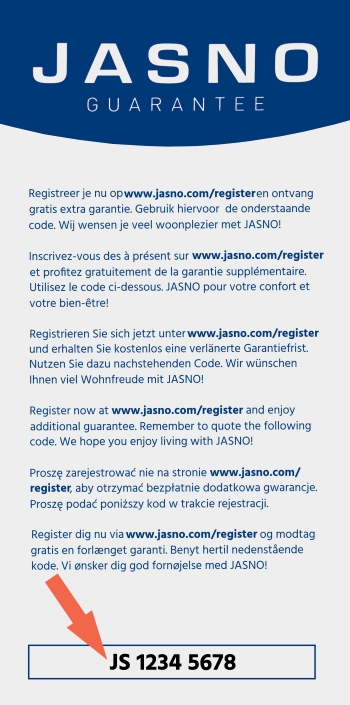 JASNO
GUARANTEE
Registreer je nu op www.jasno.com/register en ontvang
gratis extra garantie. Gebruik hiervoor de onderstaande
code. Wij wensen je veel woonplezier met JASNO!
Inscrivez-vous des à présent sur www.jasno.com/register
et profitez gratuitement de la garantie supplémentaire.
Utilisez le code ci-dessous. JASNO pour votre confort et
votre bien-être!
Registrieren Sie sich jetzt unter www.jasno.com/register
und erhalten Sie kostenlos eine verlänerte Garantiefrist.
Nutzen Sie dazu nachstehenden Code. Wir wünschen
Ihnen viel Wohnfreude mit JASNO!
Register now at www.jasno.com/register and enjoy
additional guarantee. Remember to quote the following
code. We hope you enjoy living with JASNO!
Proszę zarejestrować nie na stronie www.jasno.com/
register, aby otrzymać bezpłatnie dodatkowa gwarancje.
Proszę podać poniższy kod w trakcie rejestracji.
Register dig nu via www.jasno.com/register og modtag
gratis en forlænget garanti. Benyt hertil nedenstående
kode. Vi ønsker dig god fornøjelse med JASNO!
JS 1234 5678